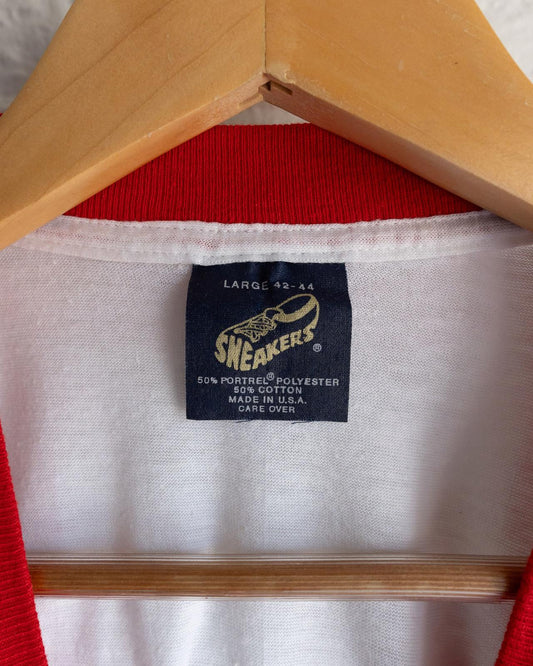 LARGE 42-44
SNEAKERS ®
50% PORTREL® POLYESTER
50% COTTON
MADE IN U.S.A.
CARE OVER